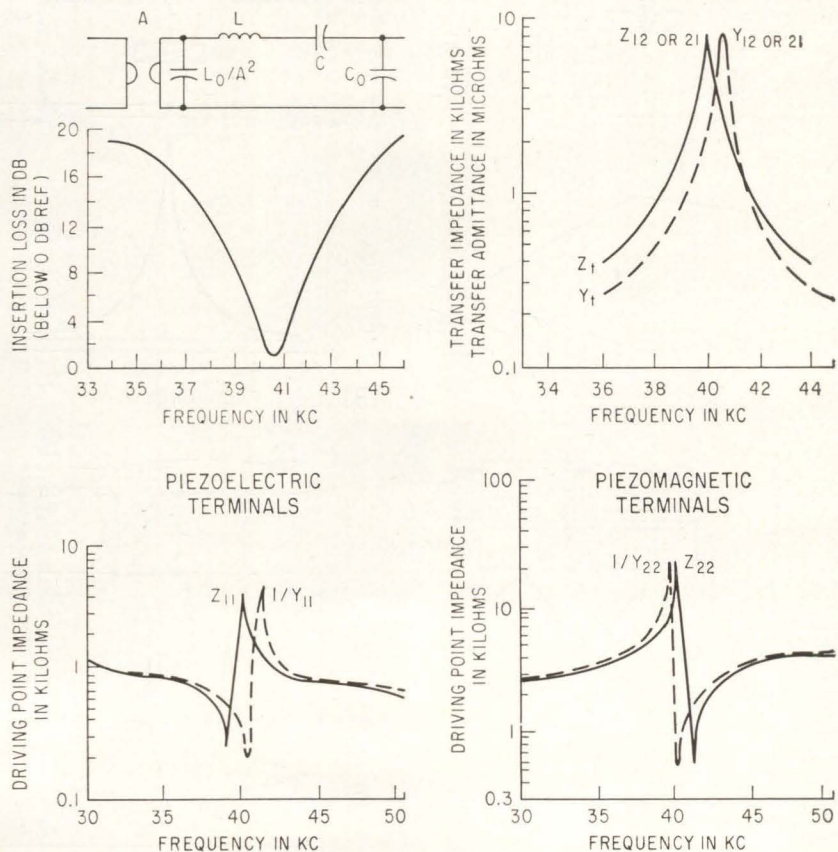 A
L
L₀/A²
C
C₀
INSERTION LOSS IN DB
(BELOW 0 DB REF)
20
16
12
8
4
0
33 35 37 39 41 43 45
FREQUENCY IN KC
TRANSFER IMPEDANCE IN KILOHMS
TRANSFER ADMITTANCE IN MICROHMS
10
1
0.1
Z₁₂ OR 21
Y₁₂ OR 21
Zₜ
Yₜ
34 36 38 40 42 44
FREQUENCY IN KC
PIEZOELECTRIC
TERMINALS
DRIVING POINT IMPEDANCE
IN KILOHMS
10
1
0.1
Z₁₁
1/Y₁₁
30 35 40 45 50
FREQUENCY IN KC
PIEZOMAGNETIC
TERMINALS
DRIVING POINT IMPEDANCE
IN KILOHMS
100
10
1
0.3
1/Y₂₂
Z₂₂
30 35 40 45 50
FREQUENCY IN KC